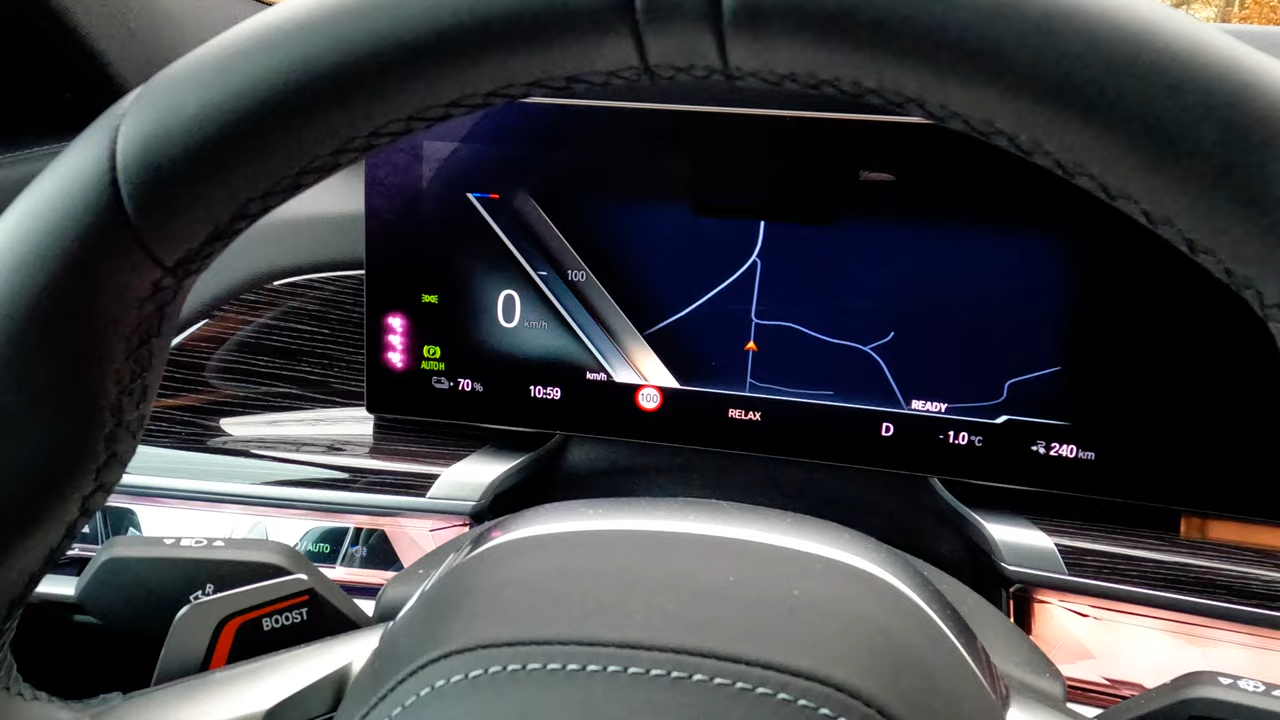 100
0 km/h
P
AUTO H
70 %
10:59
km/h
100
RELAX
READY
D
-1.0 °C
240 km
/AUTO
R
BOOST